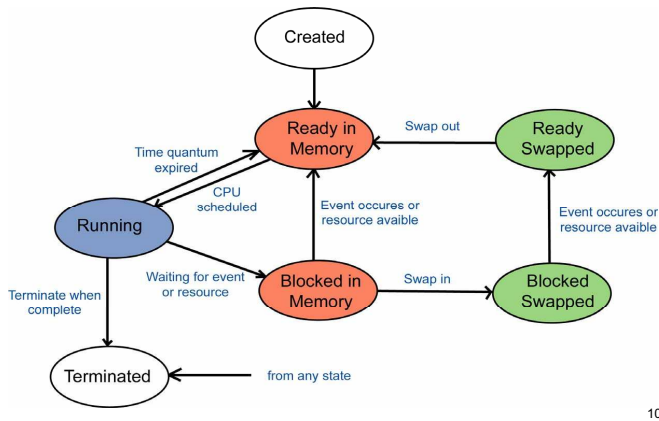 Created
Ready in
Memory
Swap out
Ready
Swapped
Time quantum
expired
CPU
scheduled
Event occures or
resource avaible
Event occures or
resource avaible
Running
Waiting for event
or resource
Blocked in
Memory
Swap in
Blocked
Swapped
Terminate when
complete
Terminated
from any state
10